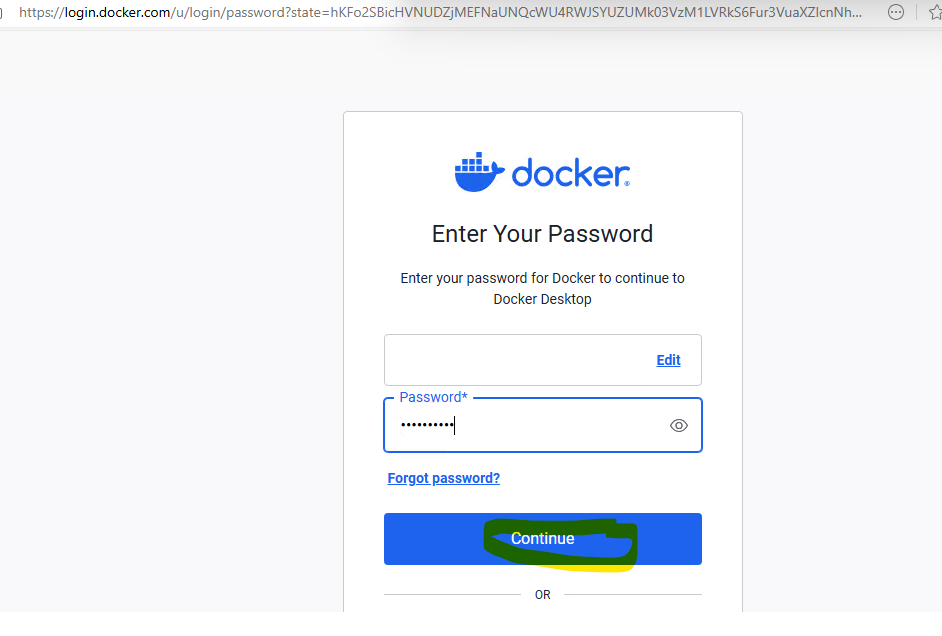 https://login.docker.com/u/login/password?state=hKFo2SBicHVNUDZjMEFNaUNQcWU4RWJSYUZUMk03VzM1LVRkS6Fur3VuaXZlcnNh...
docker
Enter Your Password
Enter your password for Docker to continue to
Docker Desktop
Edit
Password*
Forgot password?
Continue
OR